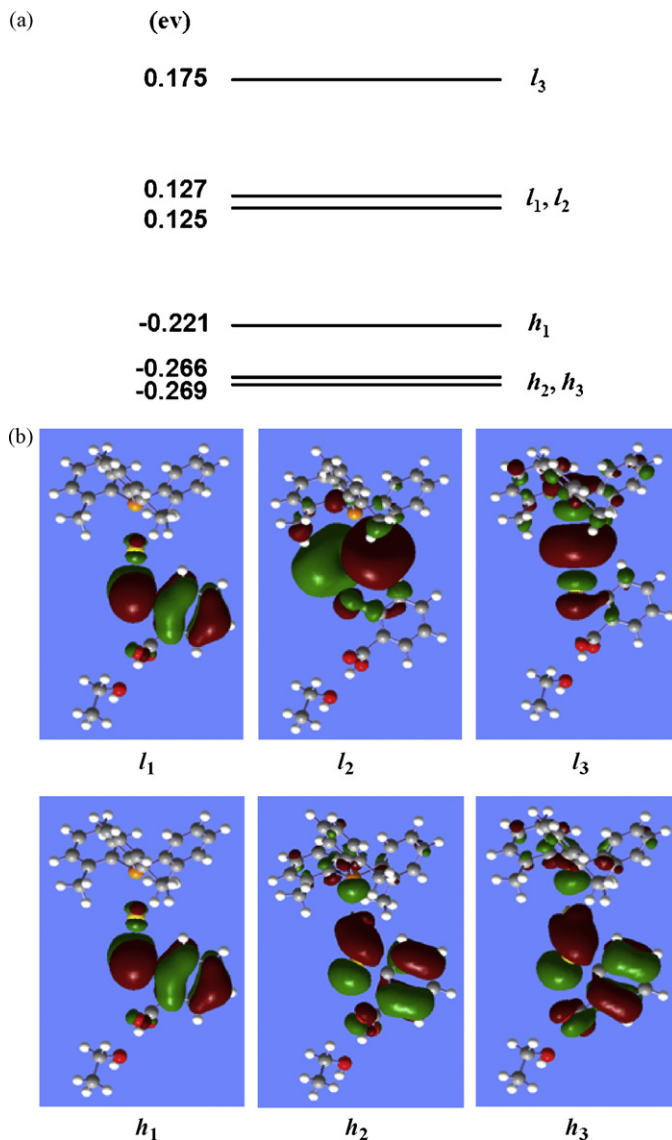 (a)
(ev)
0.175
l3
0.127
l1, l2
0.125
-0.221
h1
-0.266
h2, h3
-0.269
(b)
l1 l2 l3
h1 h2 h3